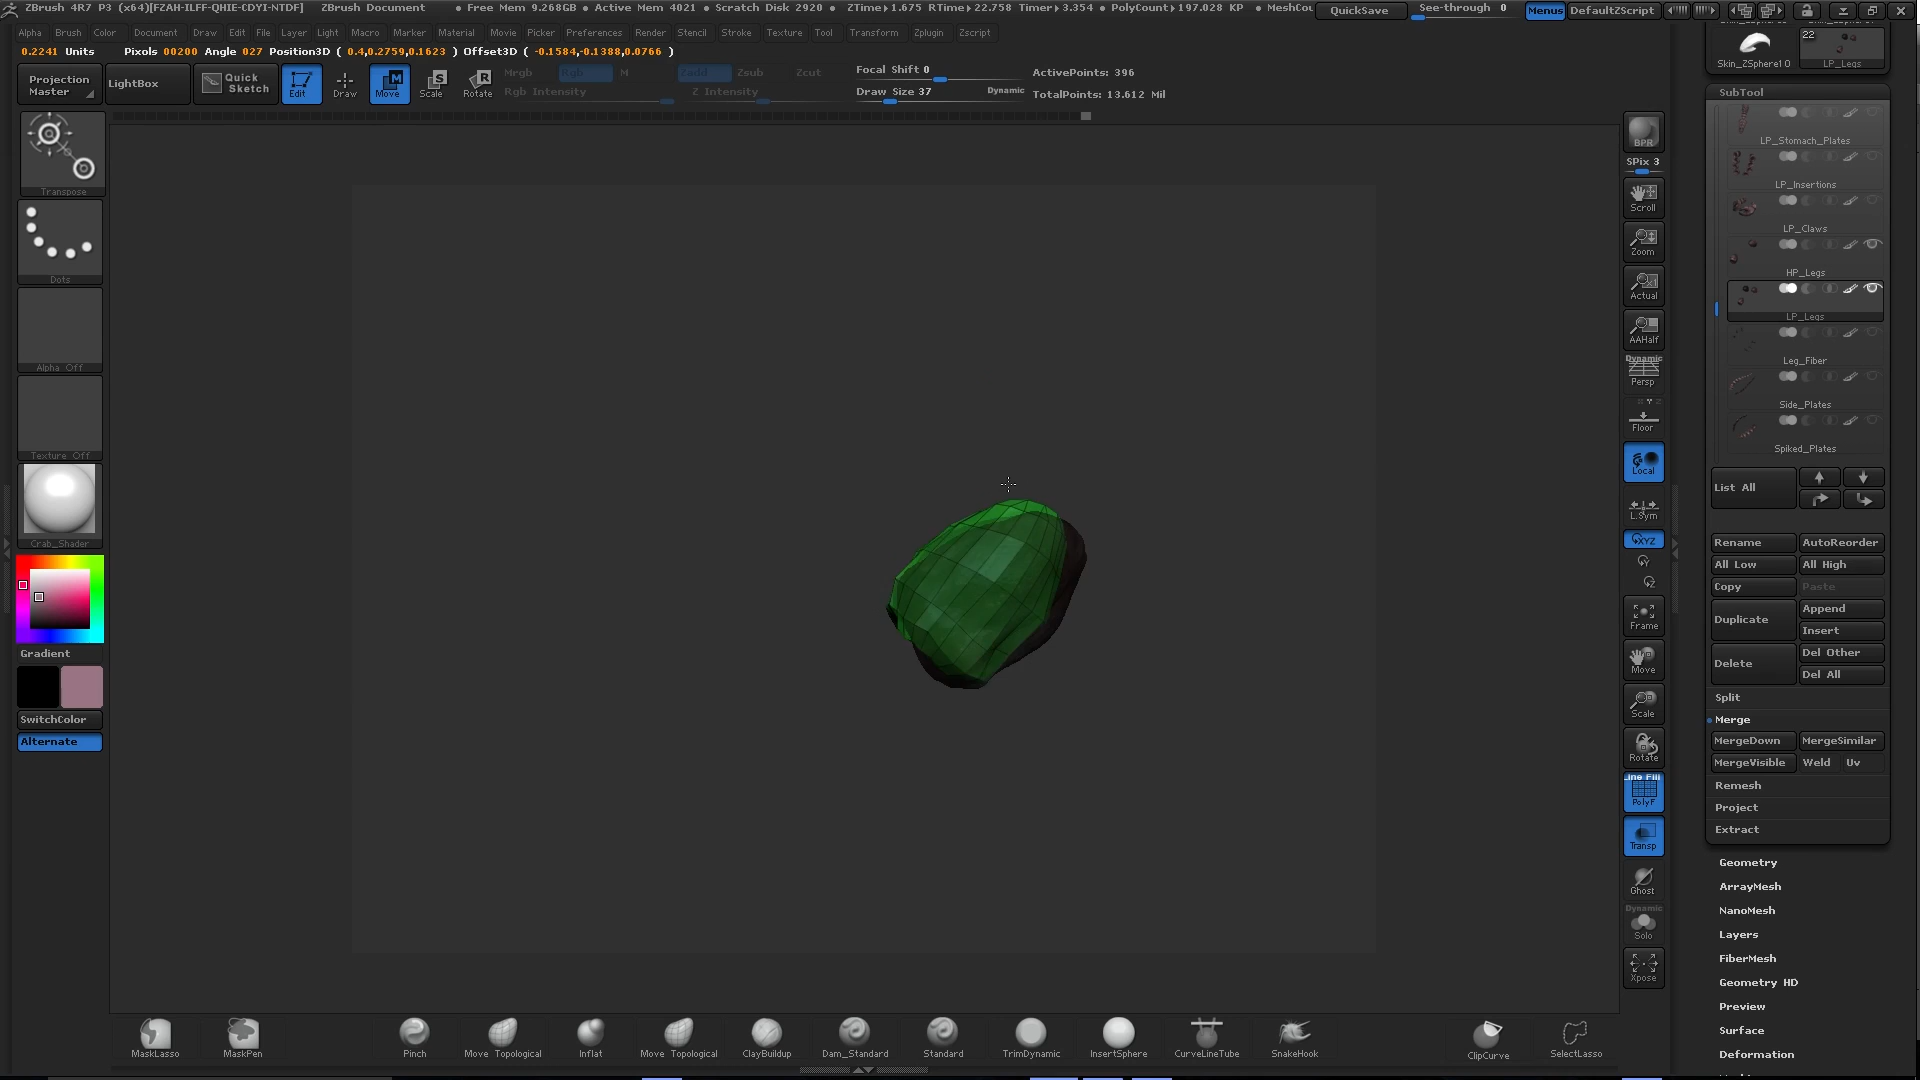 ZBrush 4R7 P3 (x64)[FZAH-ILFF-QHIE-CDYI-NTDF] ZBrush Document • Free Mem 9.268GB • Active Mem 4021 • Scratch Disk 2920 • ZTime▸1.675 RTime▸22.758 Timer▸3.354 • PolyCount▸197.028 KP • MeshCou QuickSave See-through 0 Menus DefaultZScript
Alpha Brush Color Document Draw Edit File Layer Light Macro Marker Material Movie Picker Preferences Render Stencil Stroke Texture Tool Transform Zplugin Zscript
0.2241 Units Pixols 00200 Angle 027 Position3D ( 0.4,0.2759,0.1623 ) Offset3D ( -0.1584,-0.1388,0.0766 )
22
Skin_ZSphere10 LP_Legs
Projection Master
LightBox
Quick Sketch
Edit
Draw
Move
Scale
Rotate
Mrgb Rgb M
Rgb Intensity
Zadd Zsub Zcut
Z Intensity
Focal Shift 0
Draw Size 37 Dynamic
ActivePoints: 396
TotalPoints: 13.612 Mil
Transpose
Dots
Alpha Off
Texture Off
Crab_Shader
Gradient
SwitchColor
Alternate
BPR
SPix 3
Scroll
Zoom
Actual
AAHalf
Dynamic
Persp
Floor
Local
L.Sym
XYZ
Frame
Move
Scale
Rotate
Line Fill
PolyF
Transp
Ghost
Dynamic
Solo
Xpose
SubTool
LP_Stomach_Plates
LP_Insertions
LP_Claws
HP_Legs
LP_Legs
Leg_Fiber
Side_Plates
Spiked_Plates
List All
Rename AutoReorder
All Low All High
Copy Paste
Duplicate Append
Insert
Delete Del Other
Del All
Split
Merge
MergeDown MergeSimilar
MergeVisible Weld Uv
Remesh
Project
Extract
Geometry
ArrayMesh
NanoMesh
Layers
FiberMesh
Geometry HD
Preview
Surface
Deformation
MaskLasso MaskPen Pinch Move Topological Inflat Move Topological ClayBuildup Dam_Standard Standard TrimDynamic InsertSphere CurveLineTube SnakeHook ClipCurve SelectLasso